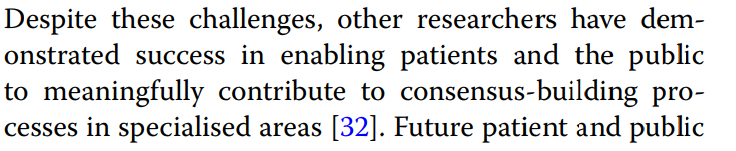 Despite these challenges, other researchers have dem-
onstrated success in enabling patients and the public
to meaningfully contribute to consensus-building pro-
cesses in specialised areas [32]. Future patient and public